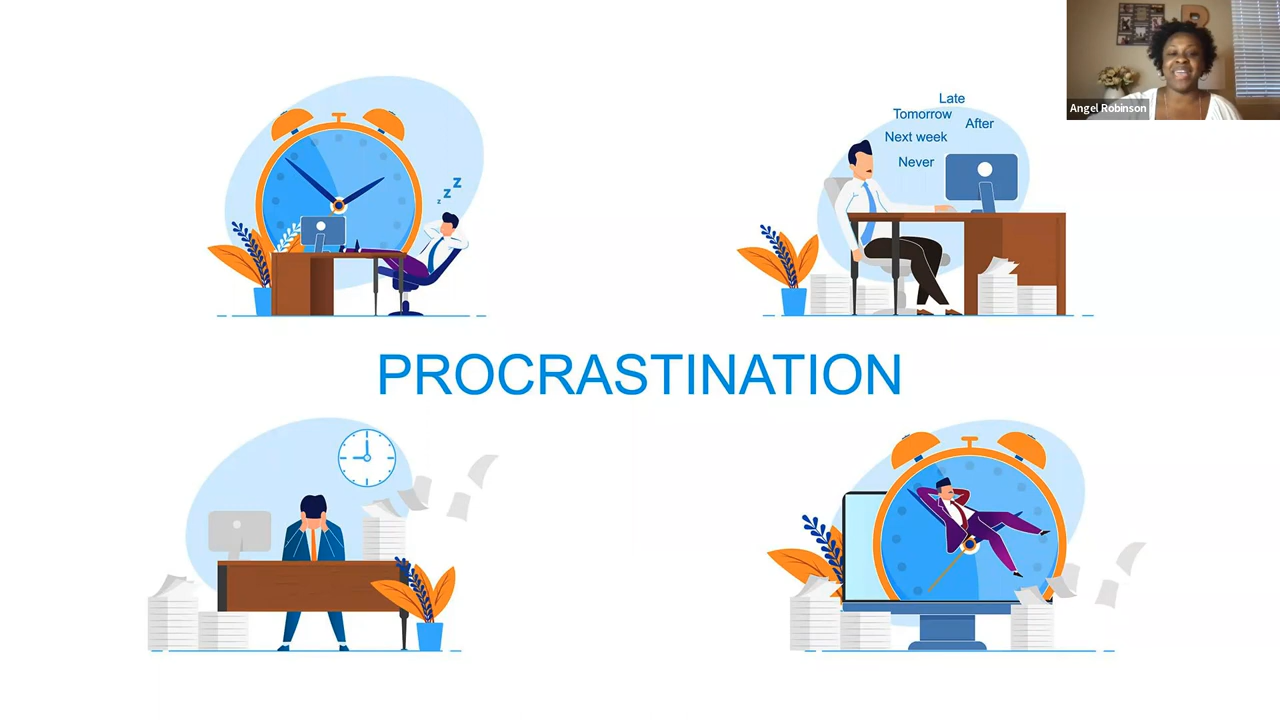 Angel Robinson
Late
Tomorrow
After
Next week
Never
z z z
PROCRASTINATION